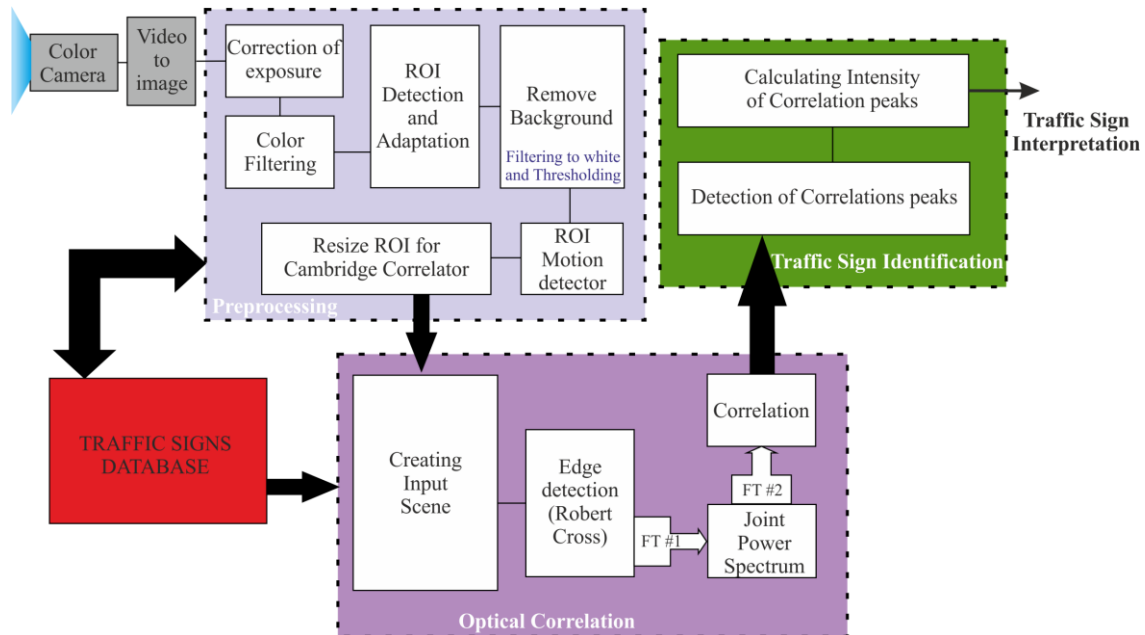 Color
Camera
Video
to
image
Correction of
exposure
Color
Filtering
ROI
Detection
and
Adaptation
Remove
Background
Filtering to white
and Thresholding
ROI
Motion
detector
Resize ROI for
Cambridge Correlator
Preprocessing
TRAFFIC SIGNS
DATABASE
Creating
Input
Scene
Edge
detection
(Robert
Cross)
FT #1
Joint
Power
Spectrum
FT #2
Correlation
Optical Correlation
Detection of Correlations peaks
Calculating Intensity
of Correlation peaks
Traffic Sign Identification
Traffic Sign
Interpretation